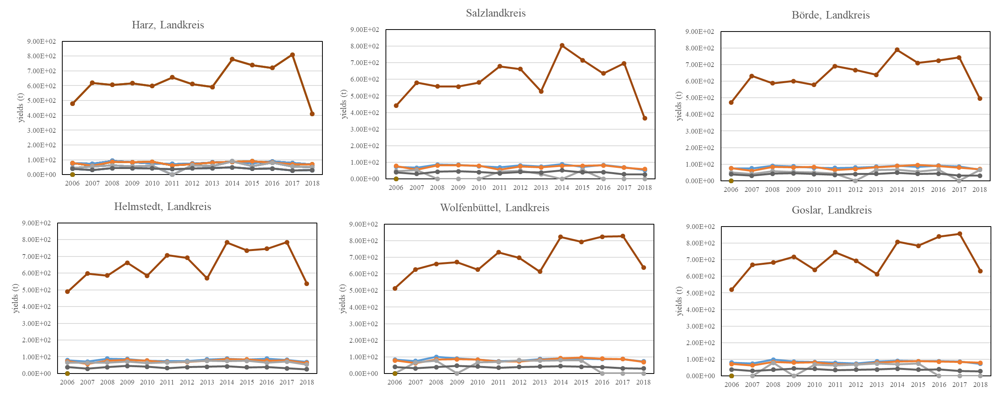 Harz, Landkreis
9.00E+02
8.00E+02
7.00E+02
6.00E+02
5.00E+02
4.00E+02
3.00E+02
2.00E+02
1.00E+02
0.00E+00
yields (t)
2006 2007 2008 2009 2010 2011 2012 2013 2014 2015 2016 2017 2018
Salzlandkreis
9.00E+02
8.00E+02
7.00E+02
6.00E+02
5.00E+02
4.00E+02
3.00E+02
2.00E+02
1.00E+02
0.00E+00
yields (t)
2006 2007 2008 2009 2010 2011 2012 2013 2014 2015 2016 2017 2018
Börde, Landkreis
9.00E+02
8.00E+02
7.00E+02
6.00E+02
5.00E+02
4.00E+02
3.00E+02
2.00E+02
1.00E+02
0.00E+00
yields (t)
2006 2007 2008 2009 2010 2011 2012 2013 2014 2015 2016 2017 2018
Helmstedt, Landkreis
9.00E+02
8.00E+02
7.00E+02
6.00E+02
5.00E+02
4.00E+02
3.00E+02
2.00E+02
1.00E+02
0.00E+00
yields (t)
2006 2007 2008 2009 2010 2011 2012 2013 2014 2015 2016 2017 2018
Wolfenbüttel, Landkreis
9.00E+02
8.00E+02
7.00E+02
6.00E+02
5.00E+02
4.00E+02
3.00E+02
2.00E+02
1.00E+02
0.00E+00
yields (t)
2006 2007 2008 2009 2010 2011 2012 2013 2014 2015 2016 2017 2018
Goslar, Landkreis
9.00E+02
8.00E+02
7.00E+02
6.00E+02
5.00E+02
4.00E+02
3.00E+02
2.00E+02
1.00E+02
0.00E+00
yields (t)
2006 2007 2008 2009 2010 2011 2012 2013 2014 2015 2016 2017 2018